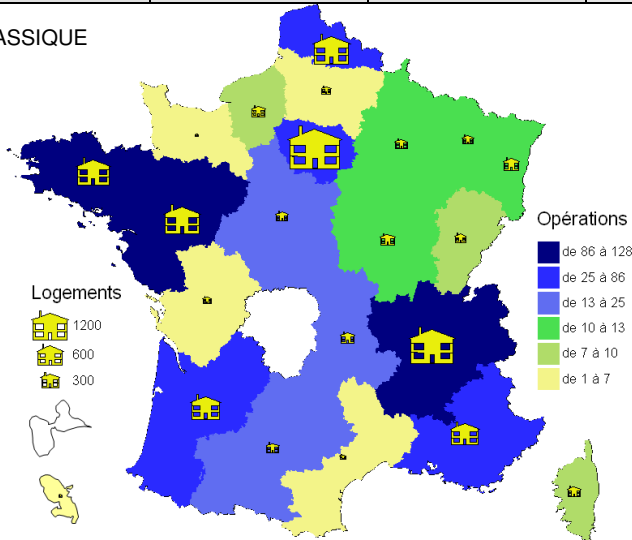 ASSIQUE
Opérations
de 86 à 128
de 25 à 86
de 13 à 25
de 10 à 13
de 7 à 10
de 1 à 7
Logements
1200
600
300